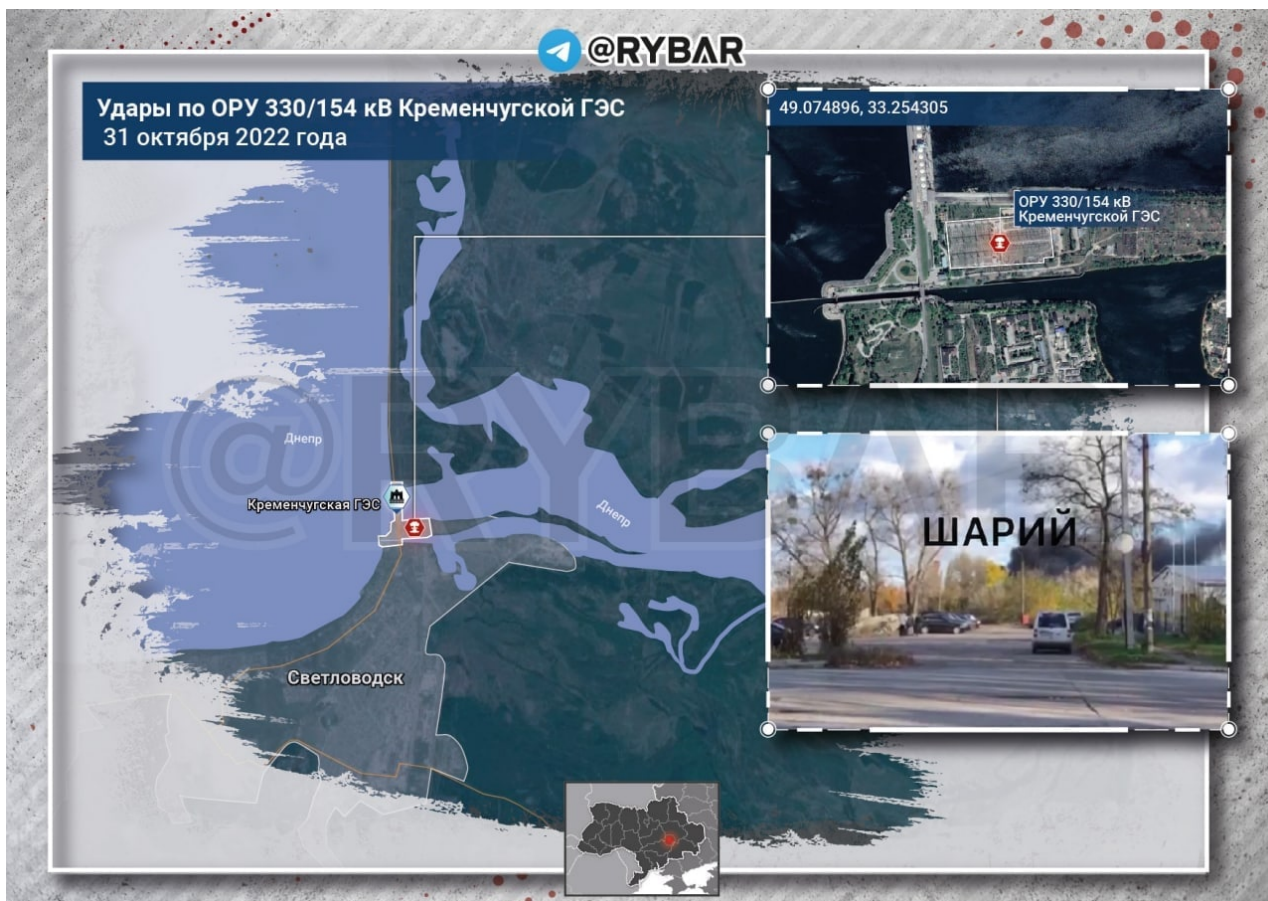 @RYBAR
Удары по ОРУ 330/154 кВ Кременчугской ГЭС
31 октября 2022 года
49.074896, 33.254305
ОРУ 330/154 кВ
Кременчугской ГЭС
Днепр
Кременчугская ГЭС
Днепр
Светловодск
ШАРИЙ
@RYBAR